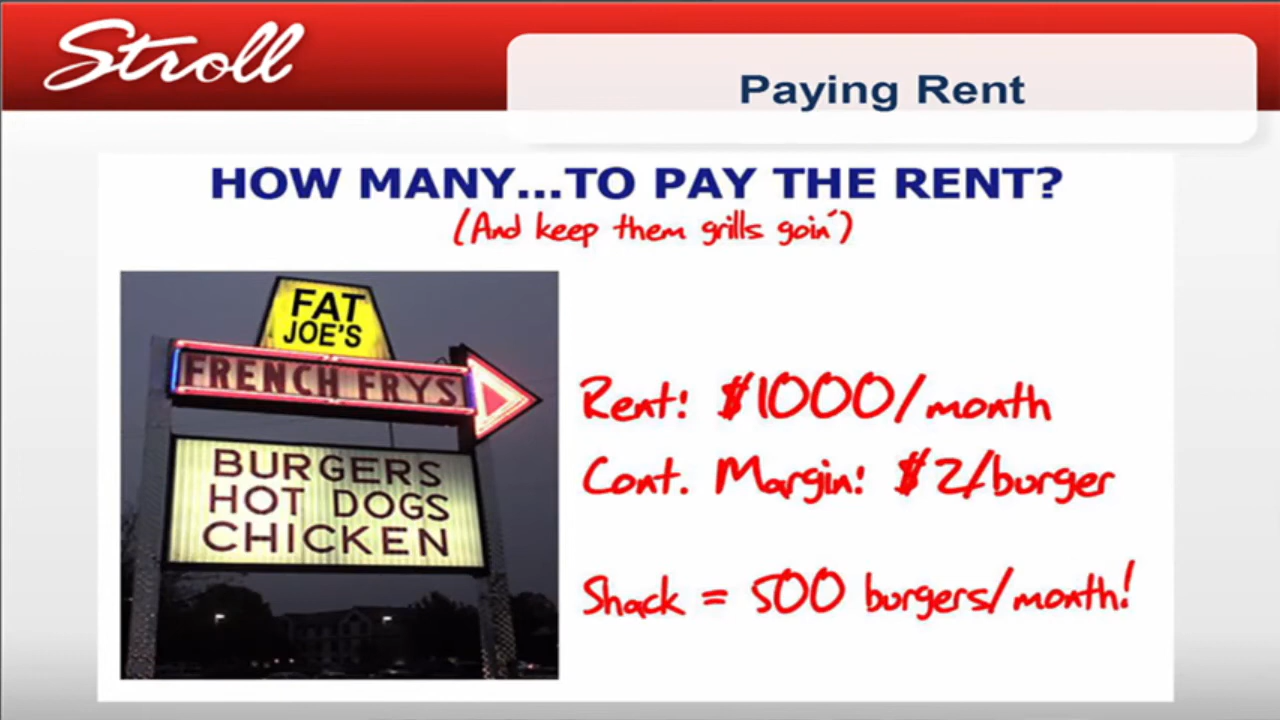 Stroll
Paying Rent
HOW MANY...TO PAY THE RENT?
(And keep them grills goin')
FAT
JOE'S
FRENCH FRYS
BURGERS
HOT DOGS
CHICKEN
Rent: $1000/month
Cont. Margin: $2/burger
Shack = 500 burgers/month!